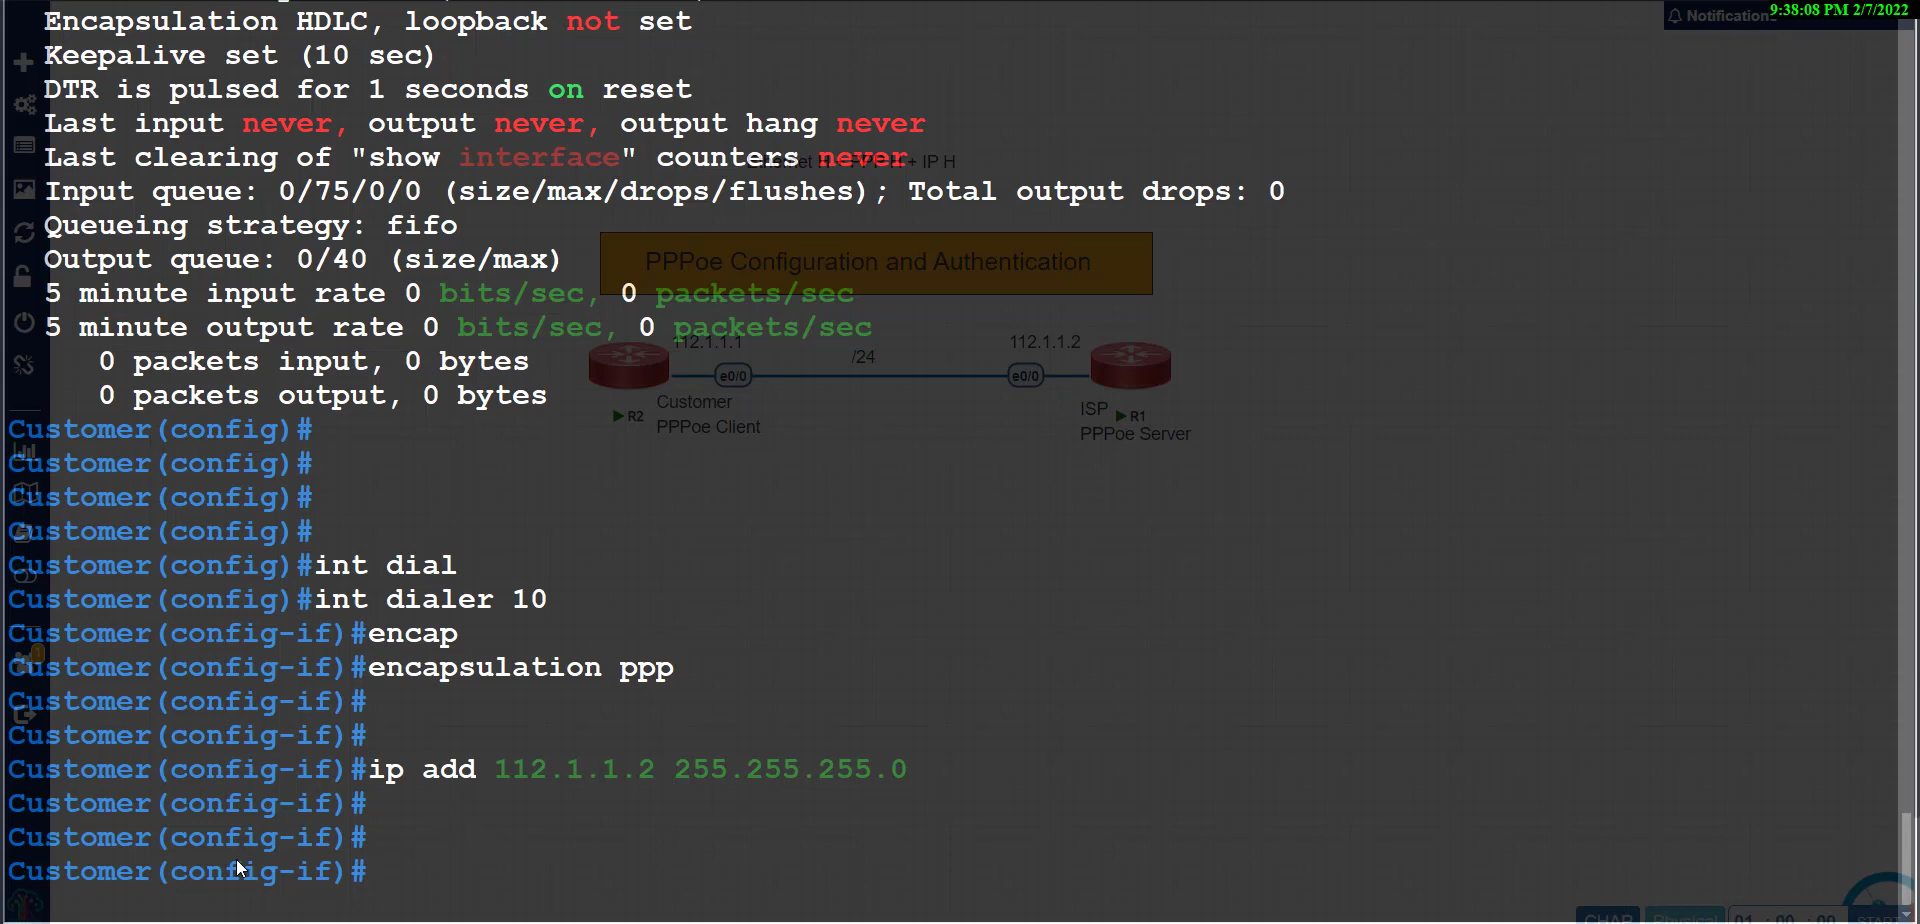 Notifications
9:38:08 PM 2/7/2022
Encapsulation HDLC, loopback not set
Keepalive set (10 sec)
DTR is pulsed for 1 seconds on reset
Last input never, output never, output hang never
Last clearing of "show interface" counters never
+ IP H
Input queue: 0/75/0/0 (size/max/drops/flushes); Total output drops: 0
Queueing strategy: fifo
Output queue: 0/40 (size/max)
PPPoe Configuration and Authentication
5 minute input rate 0 bits/sec, 0 packets/sec
5 minute output rate 0 bits/sec, 0 packets/sec
112.1.1.1
/24
112.1.1.2
0 packets input, 0 bytes
e0/0
e0/0
0 packets output, 0 bytes
R2
Customer
PPPoe Client
ISP
R1
PPPoe Server
Customer(config)#
Customer(config)#
Customer(config)#
Customer(config)#
Customer(config)#int dial
Customer(config)#int dialer 10
Customer(config-if)#encap
1
Customer(config-if)#encapsulation ppp
Customer(config-if)#
Customer(config-if)#
Customer(config-if)#ip add 112.1.1.2 255.255.255.0
Customer(config-if)#
Customer(config-if)#
Customer(config-if)#
CHAP
Physical
01 : 00 : 00
START